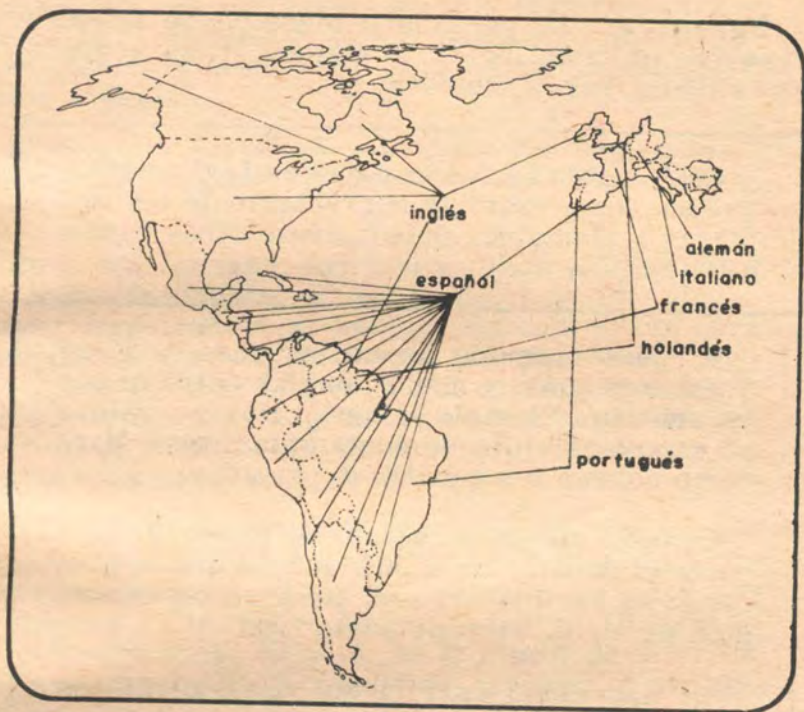 inglés
alemán
italiano
español
francés
holandés
portugués